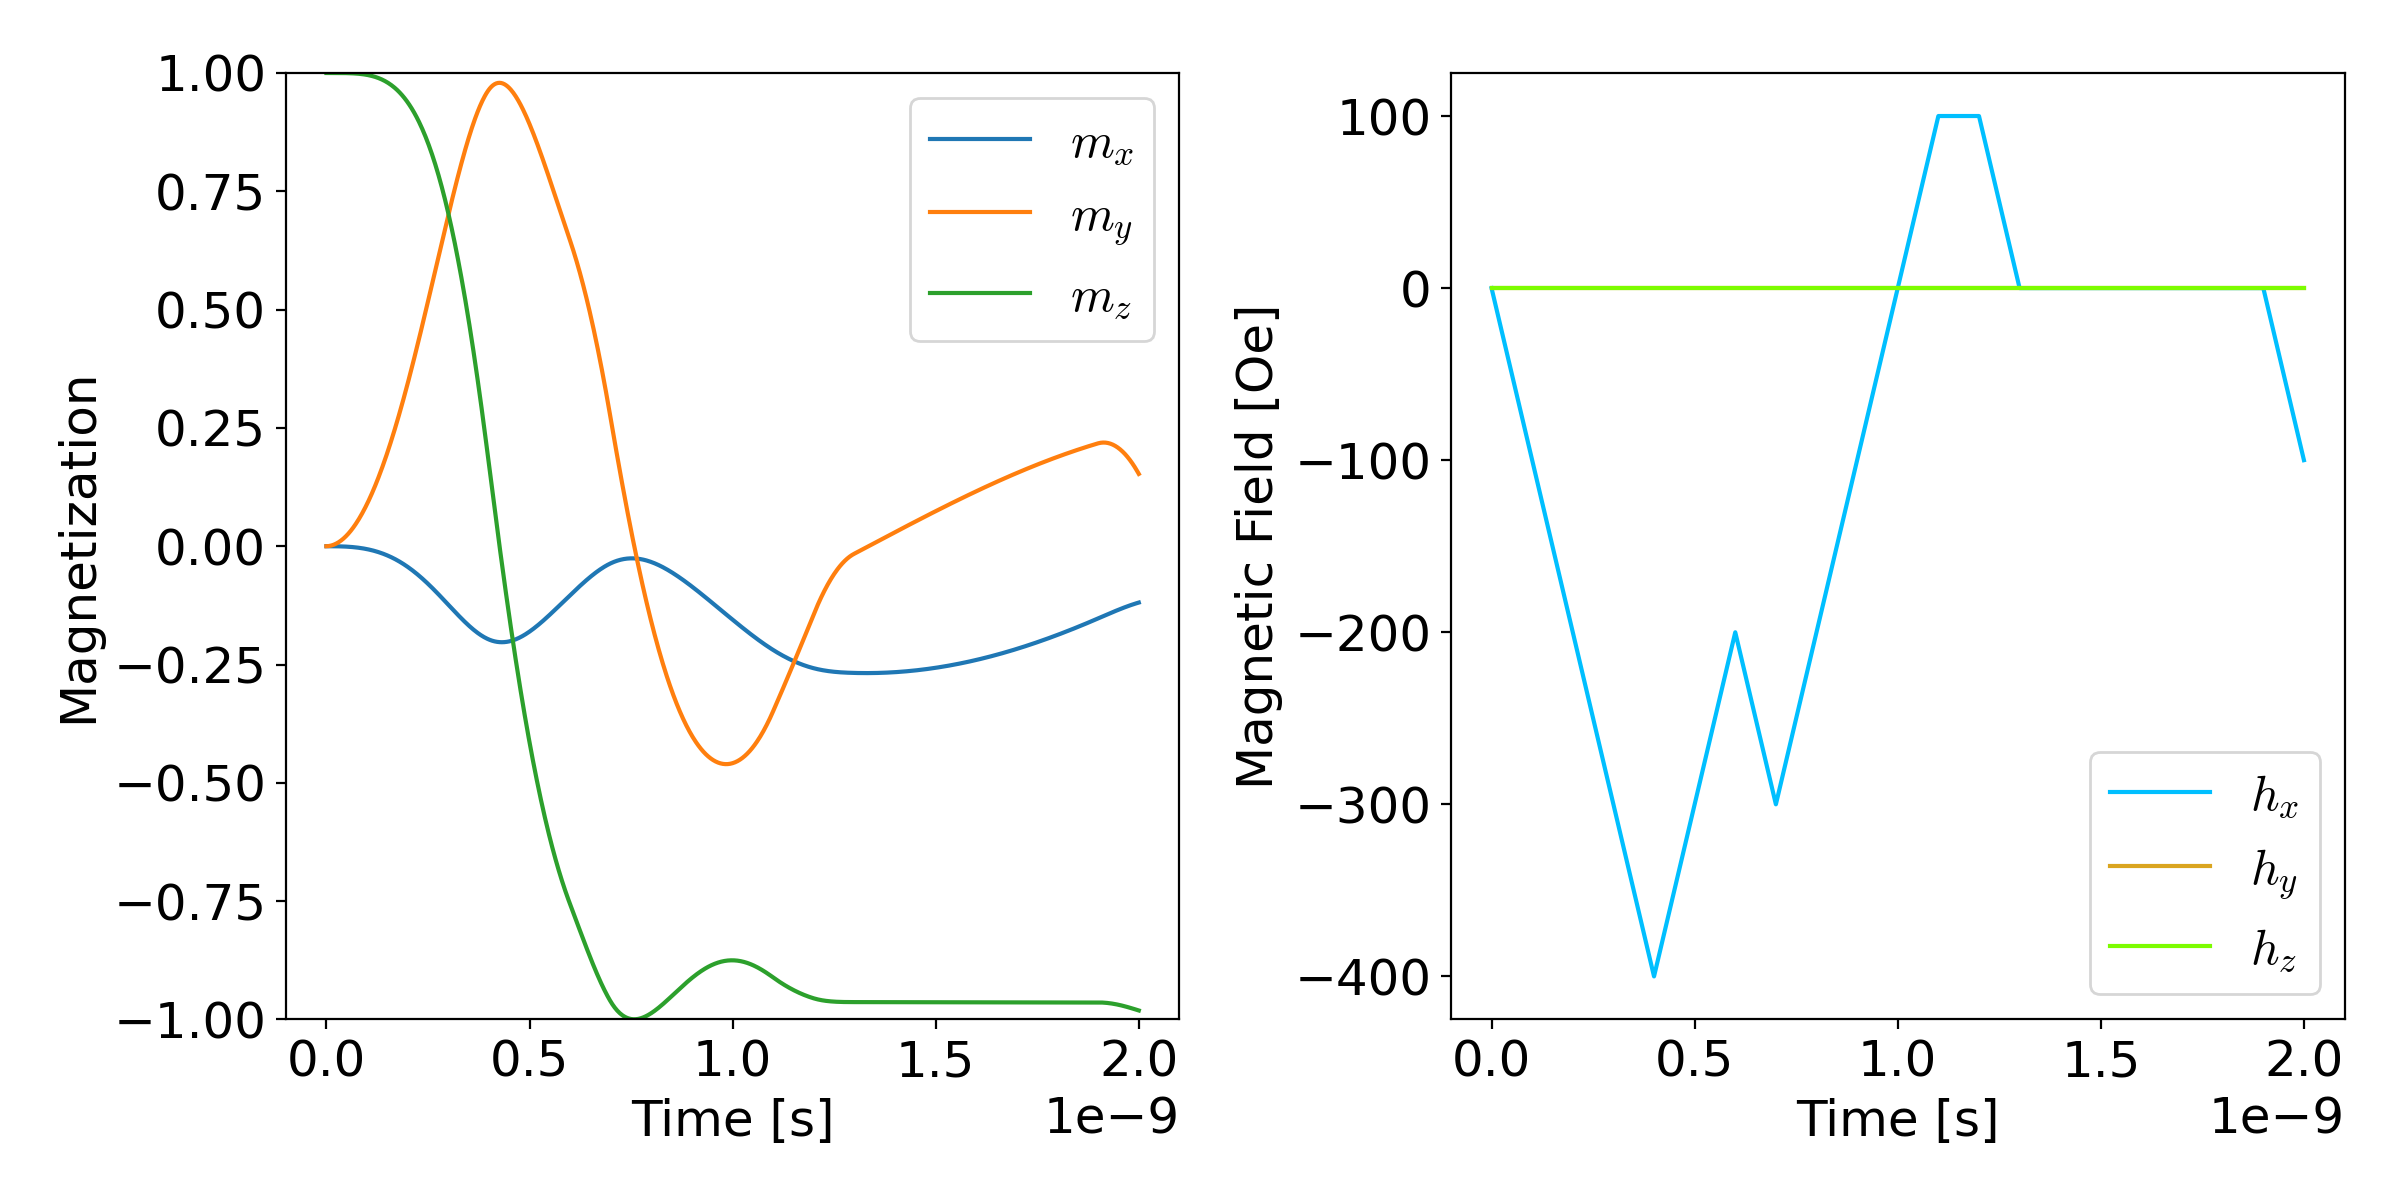 Magnetization
1.00
0.75
0.50
0.25
0.00
−0.25
−0.50
−0.75
−1.00
0.0 0.5 1.0 1.5 2.0
Time [s]
1e−9
m_x
m_y
m_z
Magnetic Field [Oe]
100
0
−100
−200
−300
−400
0.0 0.5 1.0 1.5 2.0
Time [s]
1e−9
h_x
h_y
h_z